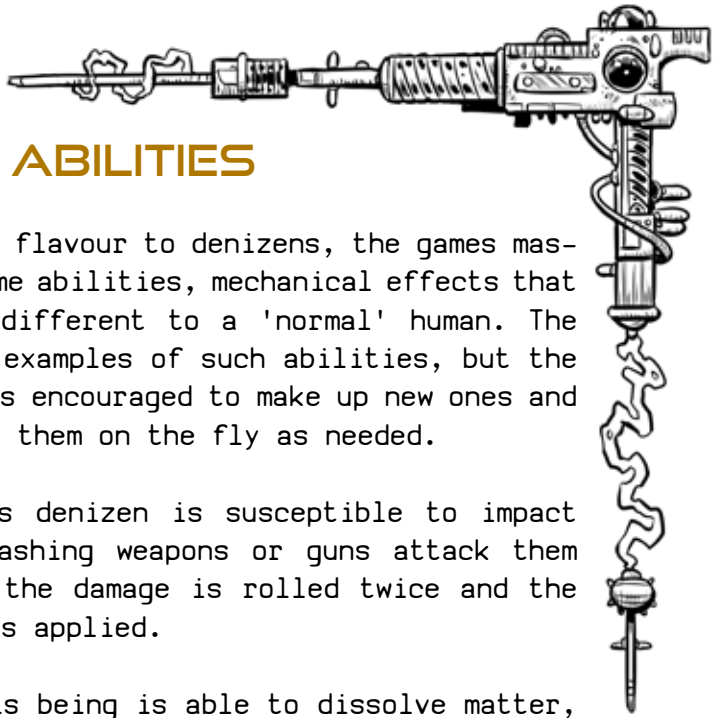 ABILITIES
flavour to denizens, the games mas-
me abilities, mechanical effects that
different to a 'normal' human. The
examples of such abilities, but the
s encouraged to make up new ones and
them on the fly as needed.
s denizen is susceptible to impact
ashing weapons or guns attack them
the damage is rolled twice and the
s applied.
is being is able to dissolve matter,